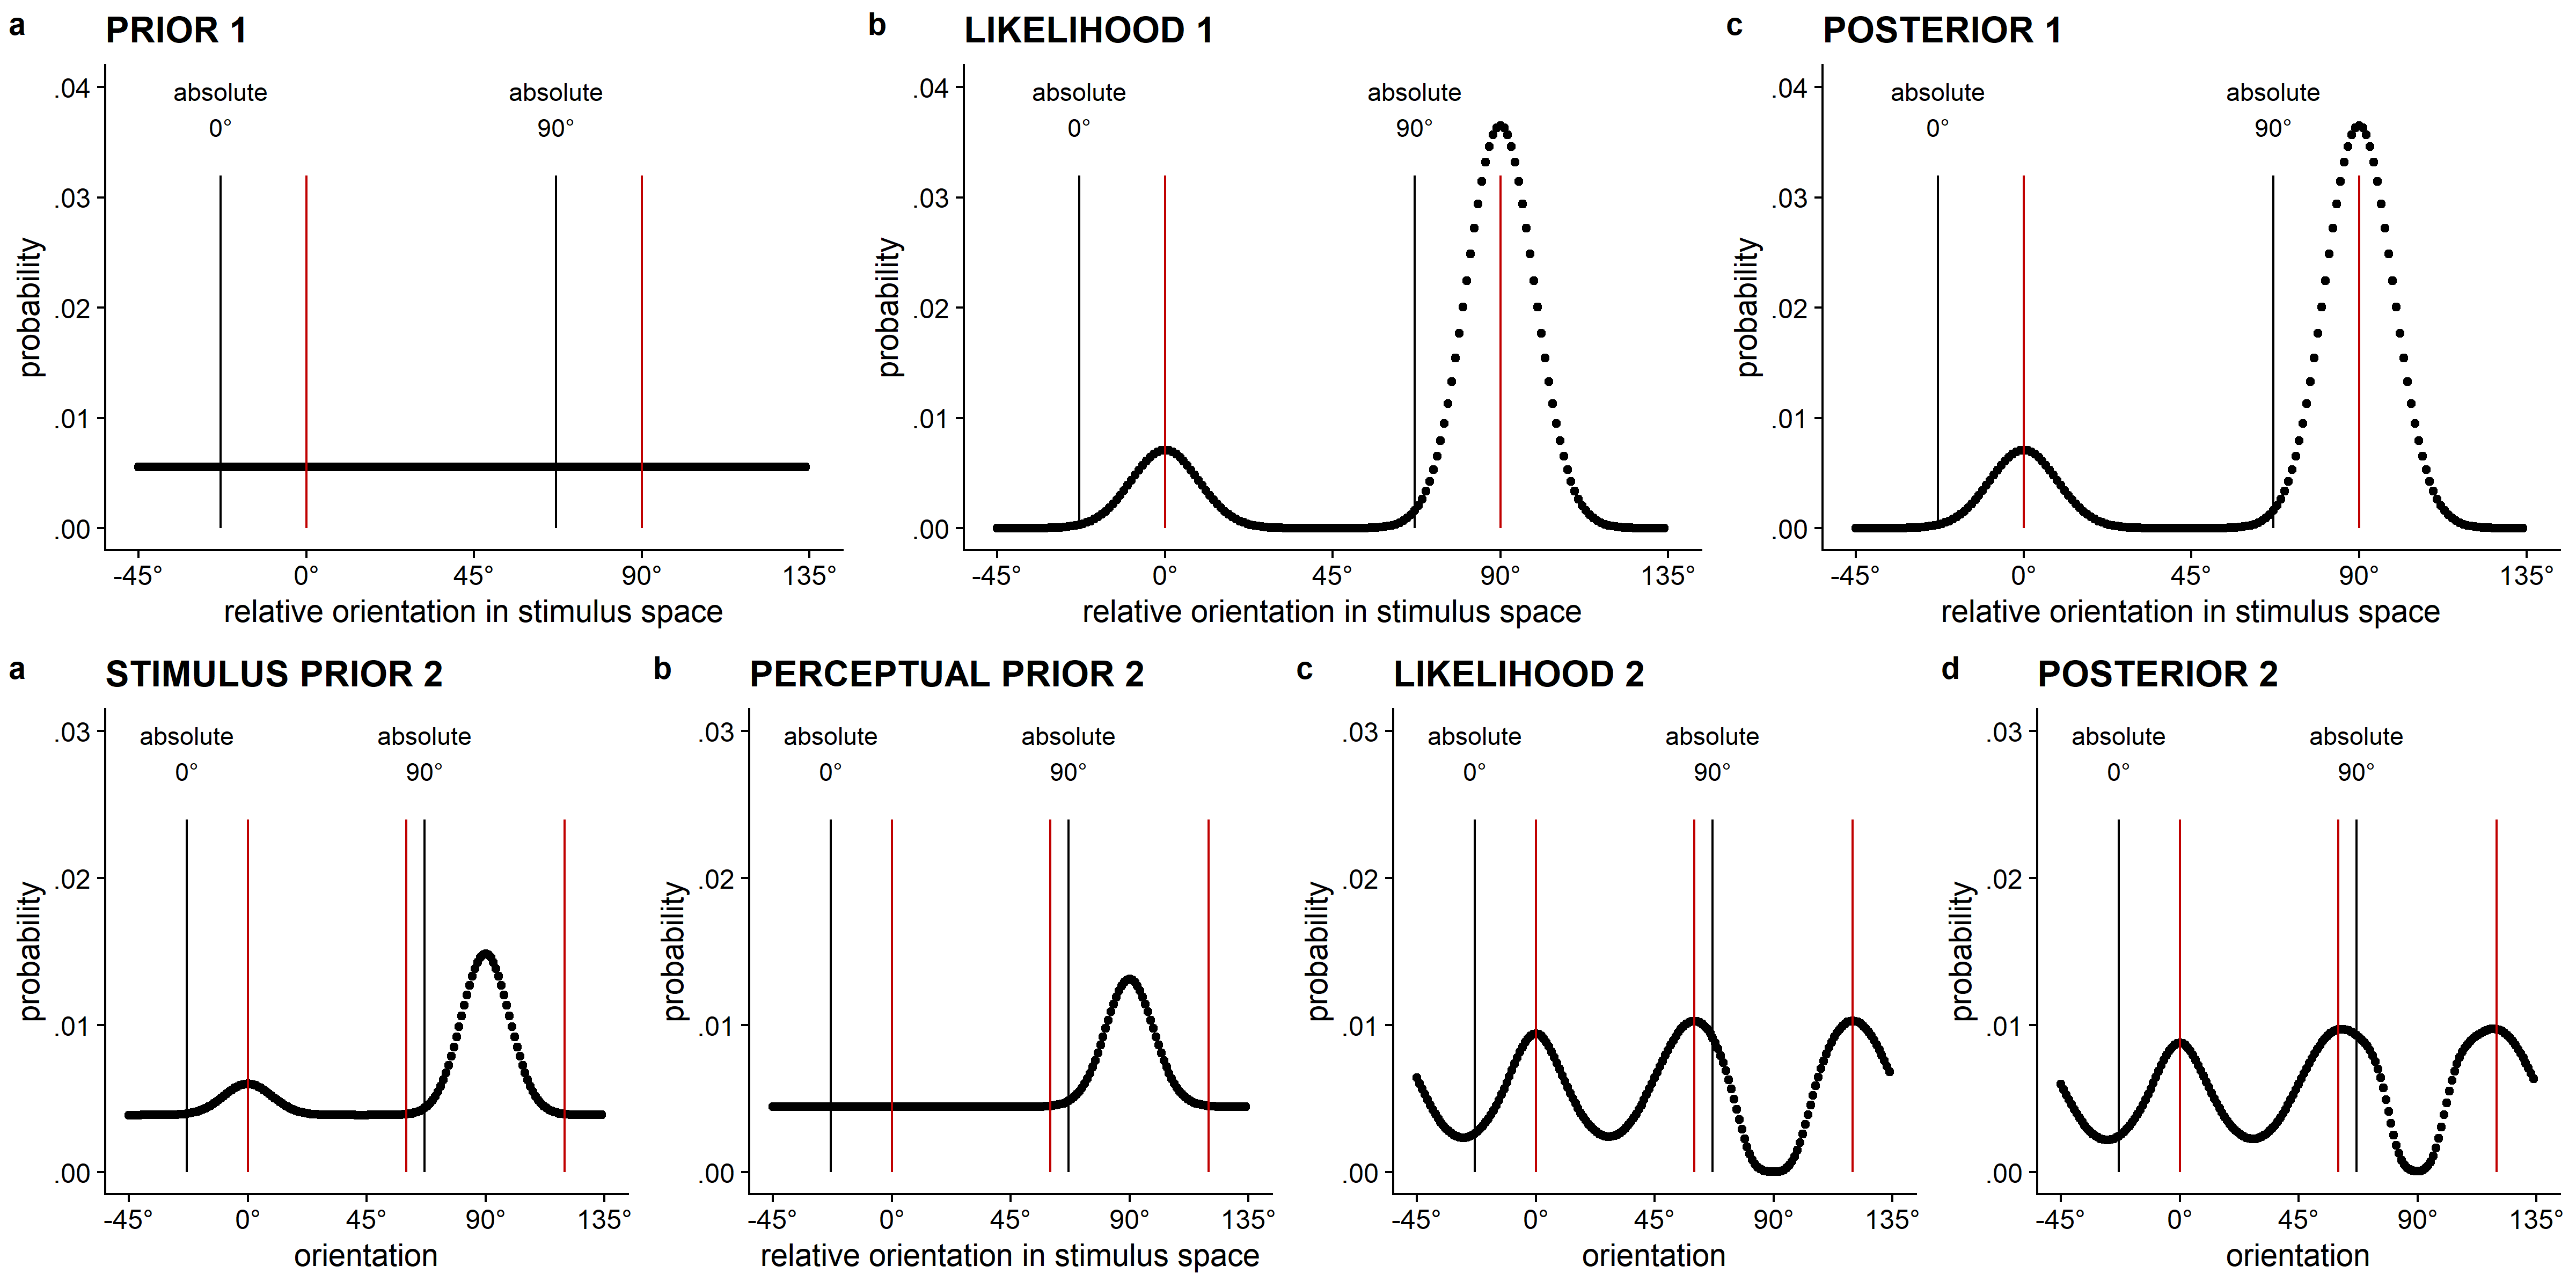 a PRIOR 1
absolute absolute
0° 90°
.04
.03
.02
.01
.00
probability
-45° 0° 45° 90° 135°
relative orientation in stimulus space
b LIKELIHOOD 1
absolute absolute
0° 90°
.04
.03
.02
.01
.00
probability
-45° 0° 45° 90° 135°
relative orientation in stimulus space
c POSTERIOR 1
absolute absolute
0° 90°
.04
.03
.02
.01
.00
probability
-45° 0° 45° 90° 135°
relative orientation in stimulus space
a STIMULUS PRIOR 2
absolute absolute
0° 90°
.03
.02
.01
.00
probability
-45° 0° 45° 90° 135°
orientation
b PERCEPTUAL PRIOR 2
absolute absolute
0° 90°
.03
.02
.01
.00
probability
-45° 0° 45° 90° 135°
relative orientation in stimulus space
c LIKELIHOOD 2
absolute absolute
0° 90°
.03
.02
.01
.00
probability
-45° 0° 45° 90° 135°
orientation
d POSTERIOR 2
absolute absolute
0° 90°
.03
.02
.01
.00
probability
-45° 0° 45° 90° 135°
orientation